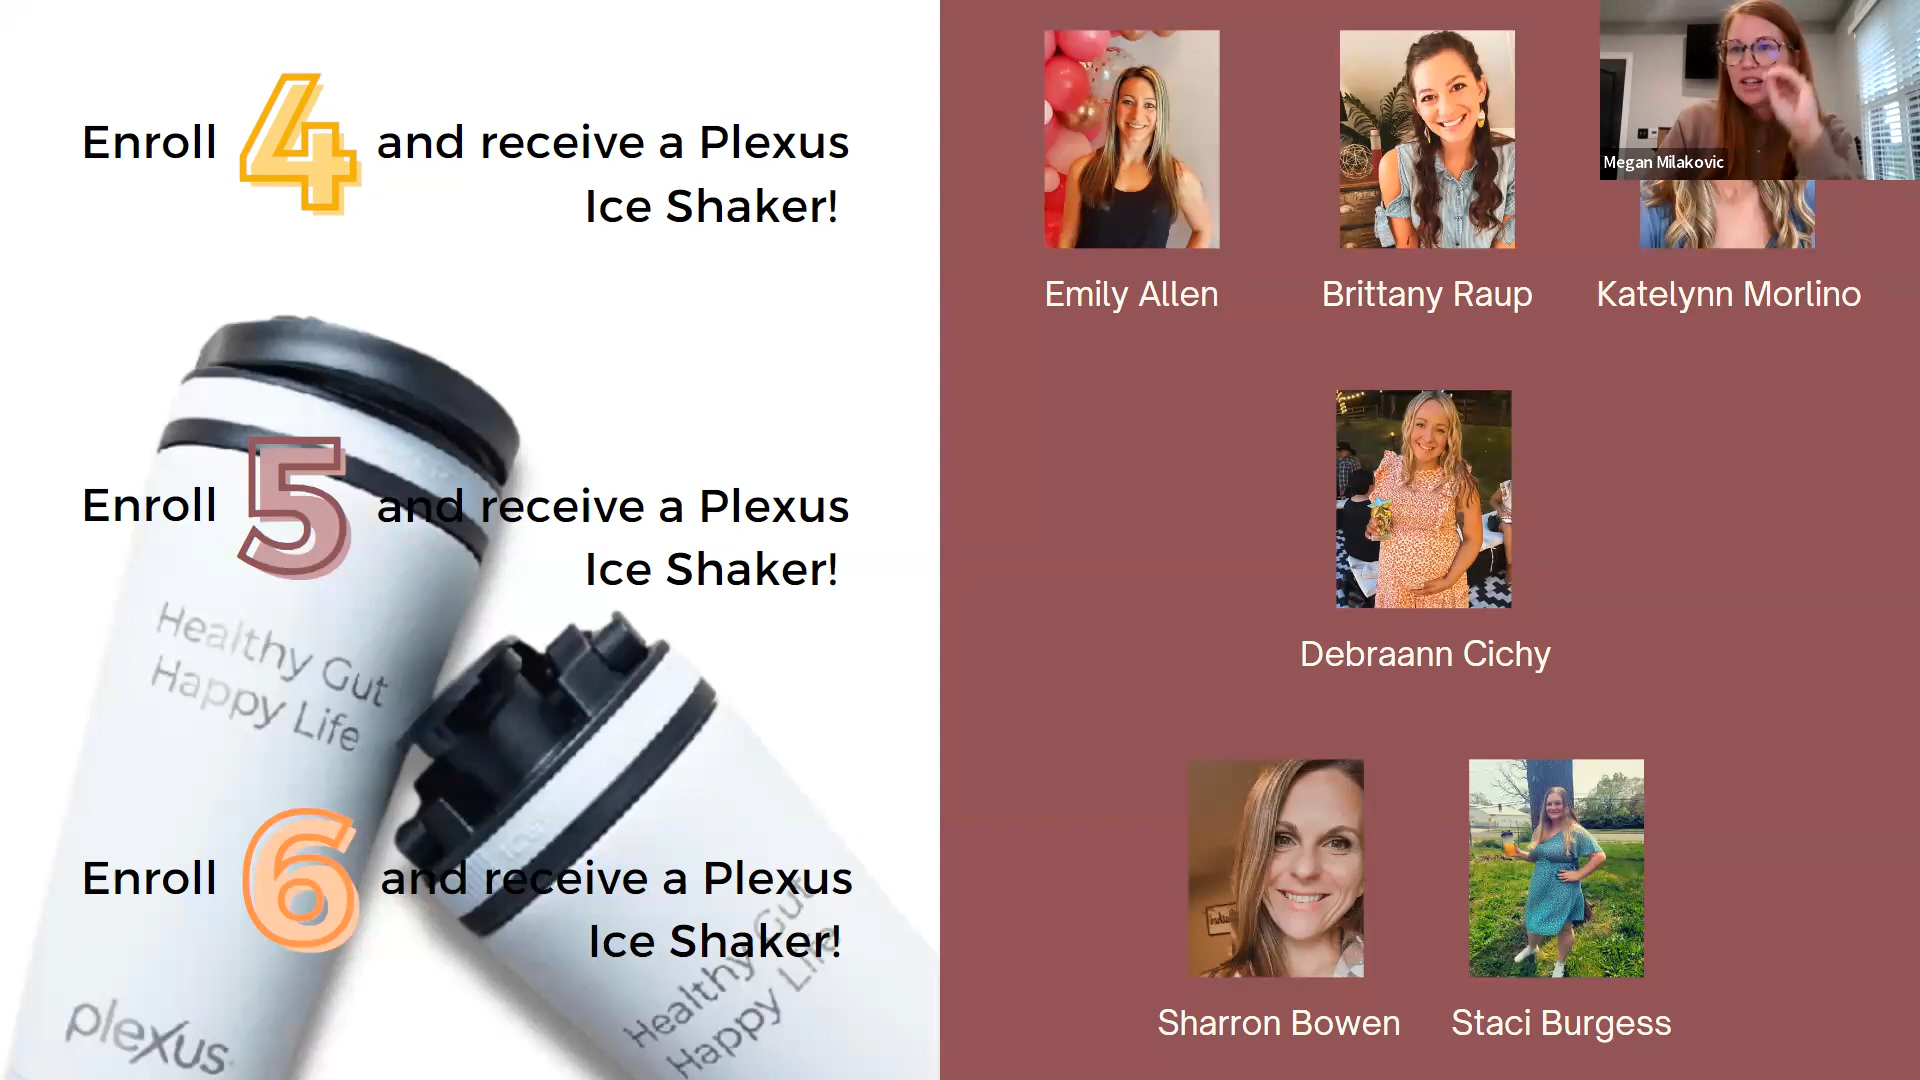 Enroll 4 and receive a Plexus
Ice Shaker!
Enroll 5 and receive a Plexus
Ice Shaker!
Enroll 6 and receive a Plexus
Ice Shaker!
Healthy Gut
Happy Life
plexus
Healthy Gut
Happy Life
Megan Milakovic
Emily Allen
Brittany Raup
Katelynn Morlino
Debraann Cichy
Sharron Bowen
Staci Burgess